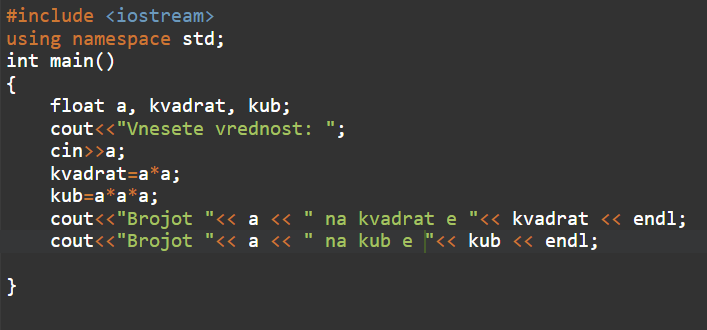 #include <iostream>
using namespace std;
int main()
{
    float a, kvadrat, kub;
    cout<<"Vnesete vrednost: ";
    cin>>a;
    kvadrat=a*a;
    kub=a*a*a;
    cout<<"Brojot "<< a << " na kvadrat e "<< kvadrat << endl;
    cout<<"Brojot "<< a << " na kub e "<< kub << endl;

}